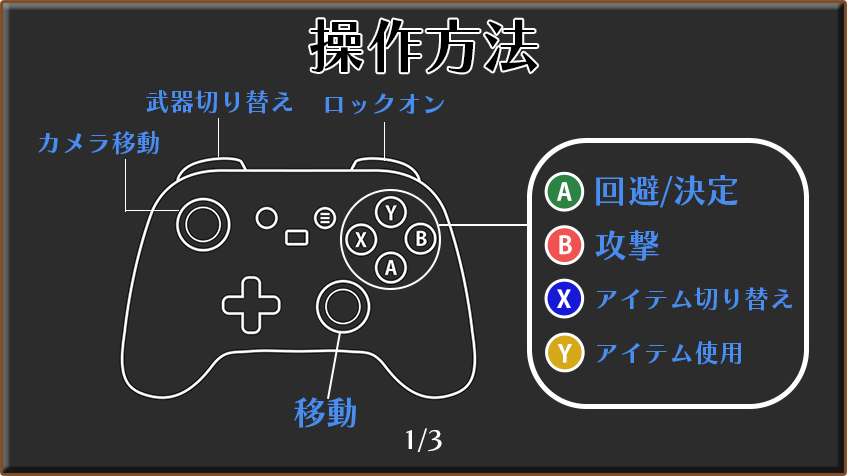 操作方法
武器切り替え
ロックオン
カメラ移動
Y
X
B
A
A 回避/決定
B 攻撃
X アイテム切り替え
Y アイテム使用
移動
1/3